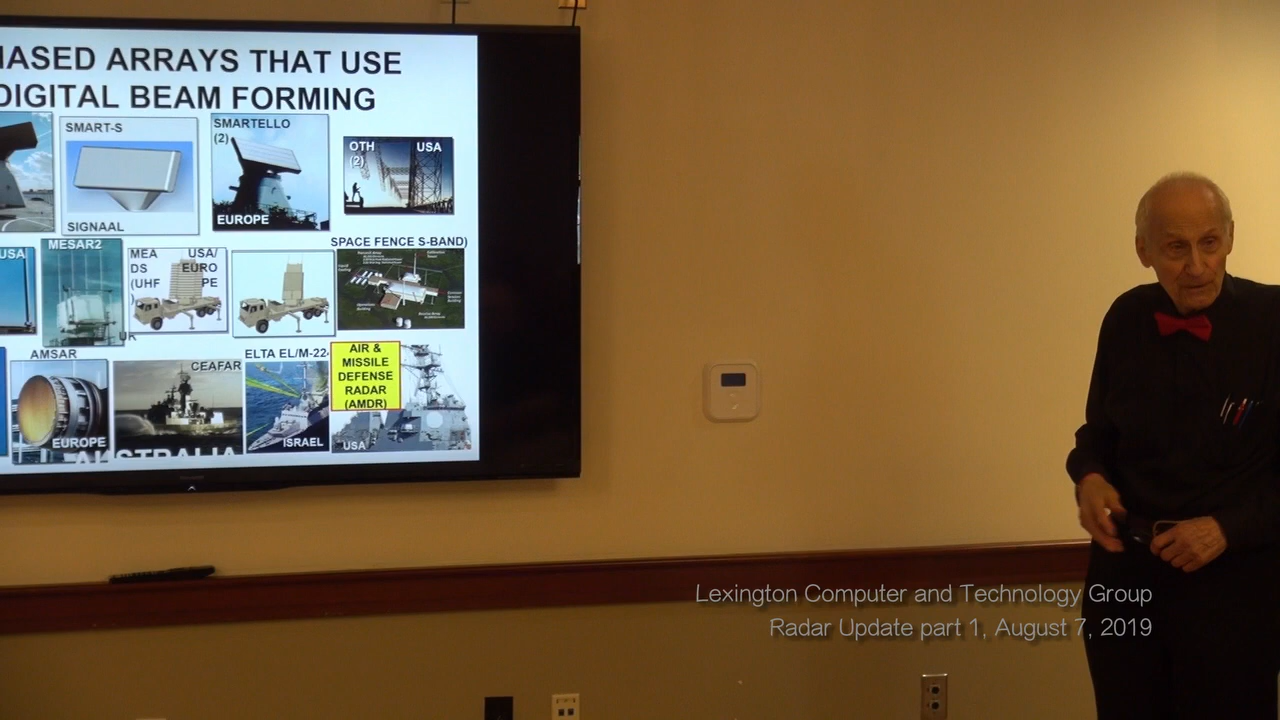 HASED ARRAYS THAT USE
DIGITAL BEAM FORMING
SMART-S
SIGNAAL
SMARTELLO
(2)
EUROPE
OTH USA
(2)
USA
MESAR2
UK
MEA USA/
DS EURO
(UHF PE
)
SPACE FENCE S-BAND)
AMSAR
EUROPE
CEAFAR
AUSTRALIA
ELTA EL/M-22
ISRAEL
AIR &
MISSILE
DEFENSE
RADAR
(AMDR)
USA
Lexington Computer and Technology Group
Radar Update part 1, August 7, 2019